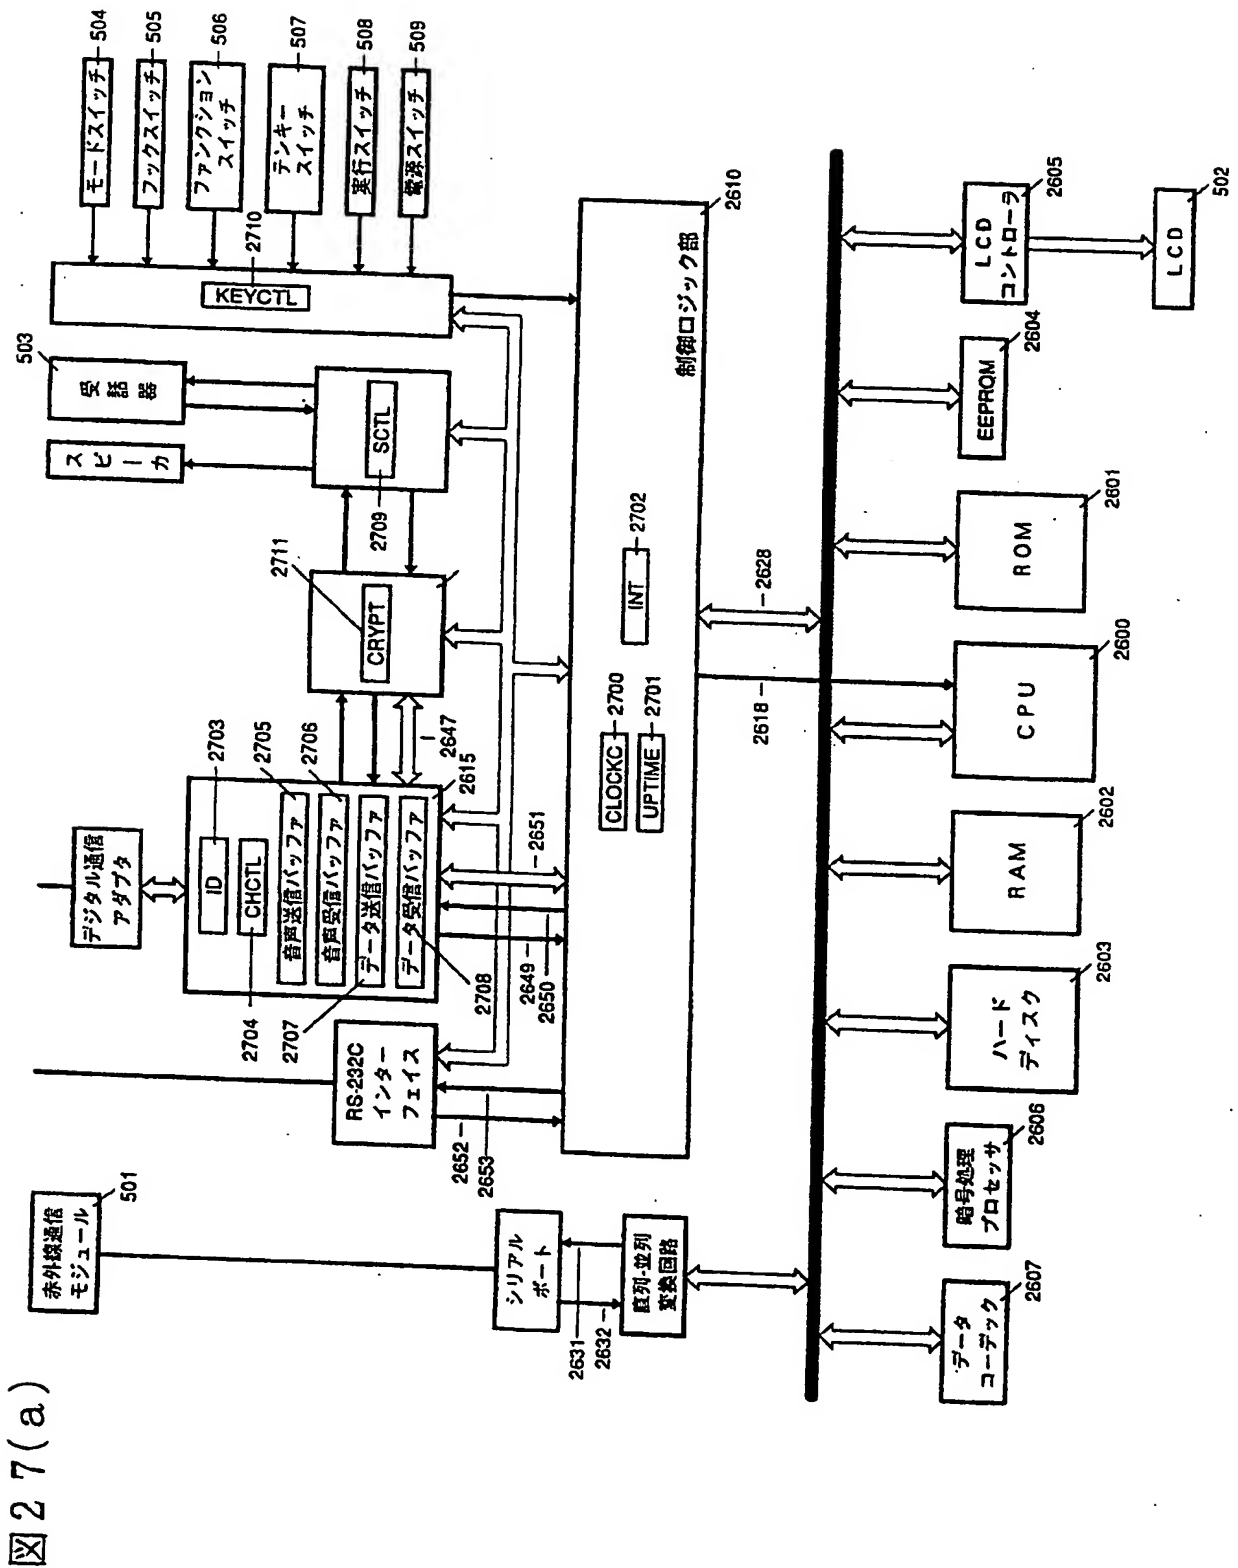 図27(a)
赤外線通信
モジュール
501
シリアル
ポート
2631
2632
直列-並列
変換回路
RS-232C
インター
フェイス
2652
2653
デジタル通信
アダプタ
ID
CHCTL
音声送信バッファ
音声受信バッファ
データ送信バッファ
データ受信バッファ
2703
2704
2705
2706
2707
2708
2615
2647
2649
2650
2651
CRYPT
2711
スピーカ
受話器
503
SCTL
2709
KEYCTL
2710
モードスイッチ
504
フックスイッチ
505
ファンクション
スイッチ
506
テンキー
スイッチ
507
実行スイッチ
508
電源スイッチ
509
制御ロジック部
2610
CLOCKC
2700
UPTIME
2701
INT
2702
2618
2628
データ
コーデック
2607
暗号処理
プロセッサ
2606
ハード
ディスク
2603
RAM
2602
CPU
2600
ROM
2601
EEPROM
2604
LCD
コントローラ
2605
LCD
502